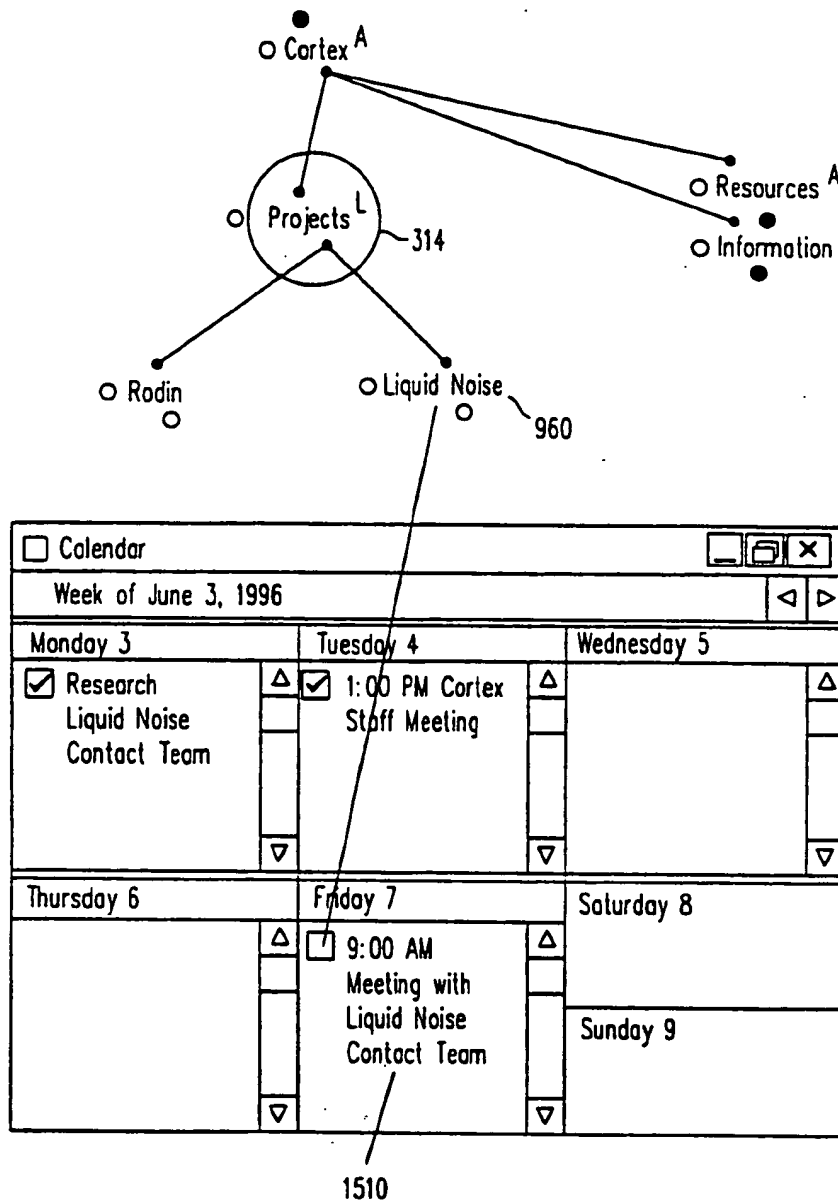 Cortex A
Resources A
Projects L
314
Information
Rodin
Liquid Noise
960
Calendar
Week of June 3, 1996
Monday 3
Tuesday 4
Wednesday 5
Research
Liquid Noise
Contact Team
1:00 PM Cortex
Staff Meeting
Thursday 6
Friday 7
Saturday 8
9:00 AM
Meeting with
Liquid Noise
Contact Team
Sunday 9
1510